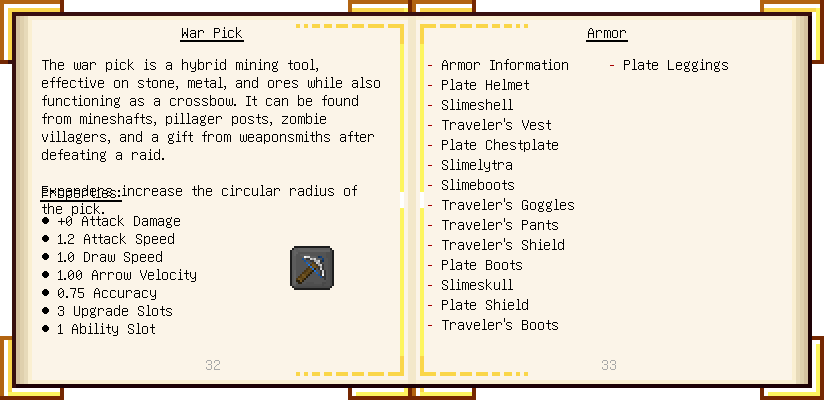 War Pick
The war pick is a hybrid mining tool,
effective on stone, metal, and ores while also
functioning as a crossbow. It can be found
from mineshafts, pillager posts, zombie
villagers, and a gift from weaponsmiths after
defeating a raid.
Expanders increase the circular radius of
the pick.
Properties:
● +0 Attack Damage
● 1.2 Attack Speed
● 1.0 Draw Speed
● 1.00 Arrow Velocity
● 0.75 Accuracy
● 3 Upgrade Slots
● 1 Ability Slot
32
Armor
- Armor Information
- Plate Helmet
- Slimeshell
- Traveler's Vest
- Plate Chestplate
- Slimelytra
- Slimeboots
- Traveler's Goggles
- Traveler's Pants
- Traveler's Shield
- Plate Boots
- Slimeskull
- Plate Shield
- Traveler's Boots
- Plate Leggings
33